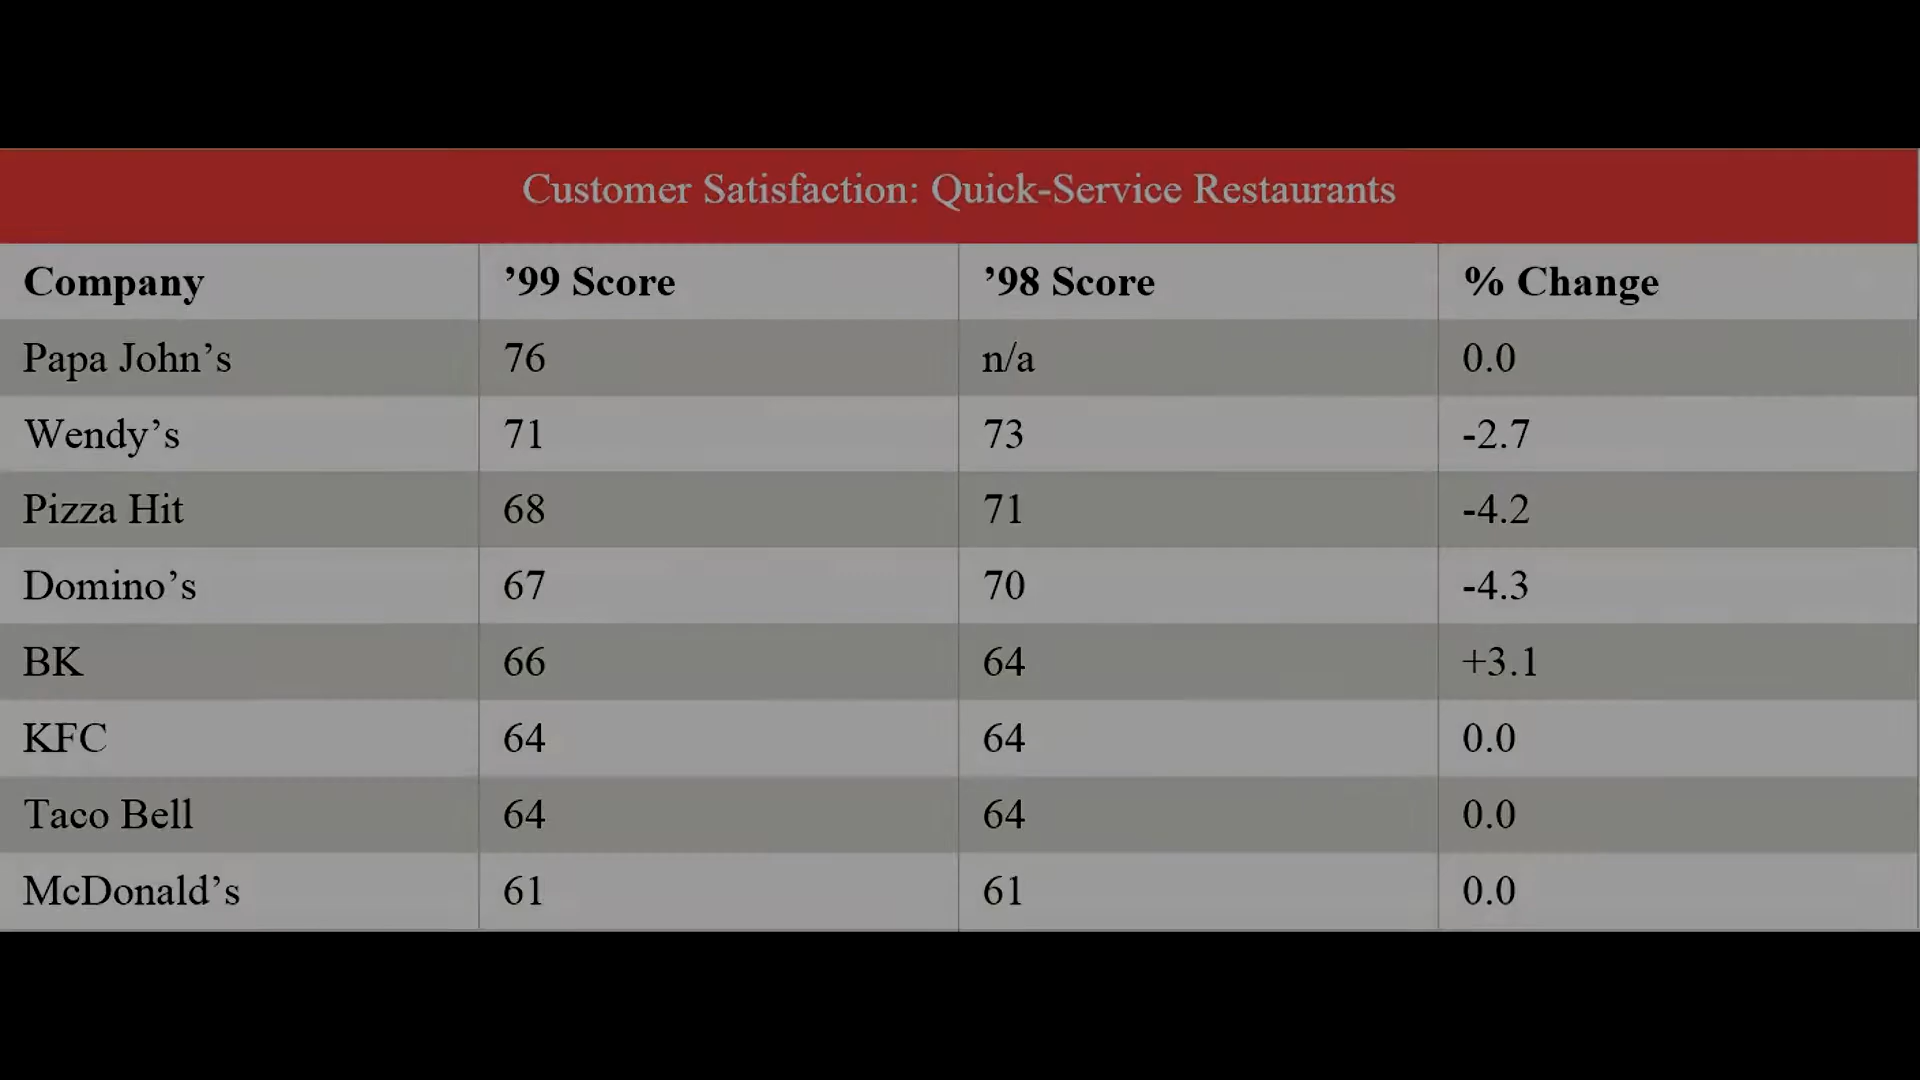 Customer Satisfaction: Quick-Service Restaurants
Company ’99 Score ’98 Score % Change
Papa John’s 76 n/a 0.0
Wendy’s 71 73 -2.7
Pizza Hit 68 71 -4.2
Domino’s 67 70 -4.3
BK 66 64 +3.1
KFC 64 64 0.0
Taco Bell 64 64 0.0
McDonald’s 61 61 0.0